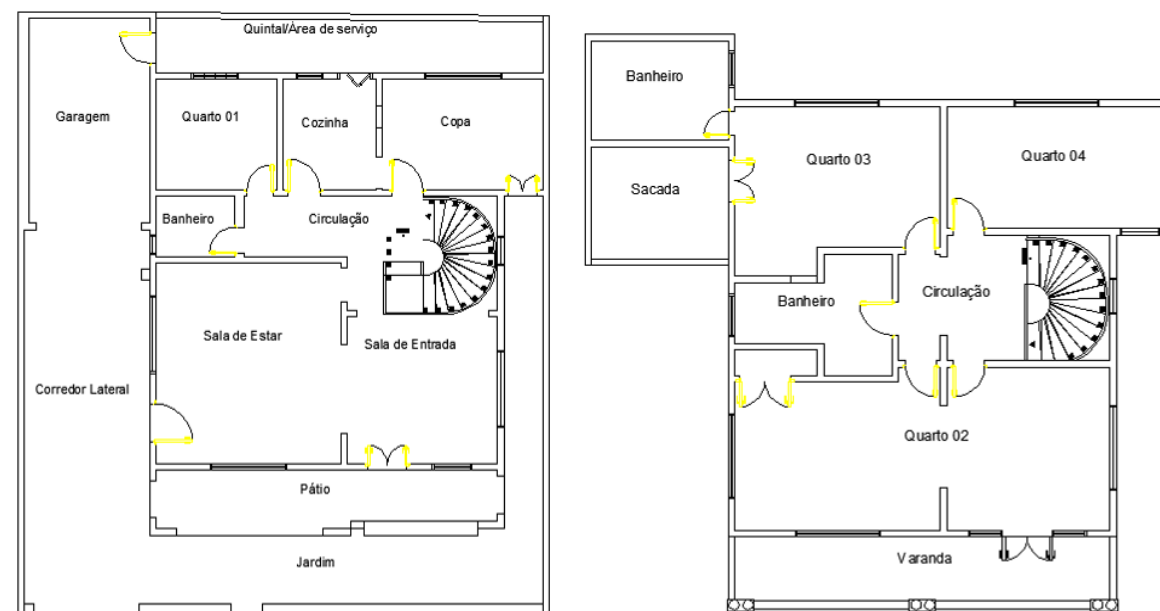 Quintal/Área de serviço
Garagem
Quarto 01
Cozinha
Copa
Banheiro
Circulação
Sala de Estar
Sala de Entrada
Corredor Lateral
Pátio
Jardim
Banheiro
Quarto 03
Quarto 04
Sacada
Banheiro
Circulação
Quarto 02
Varanda